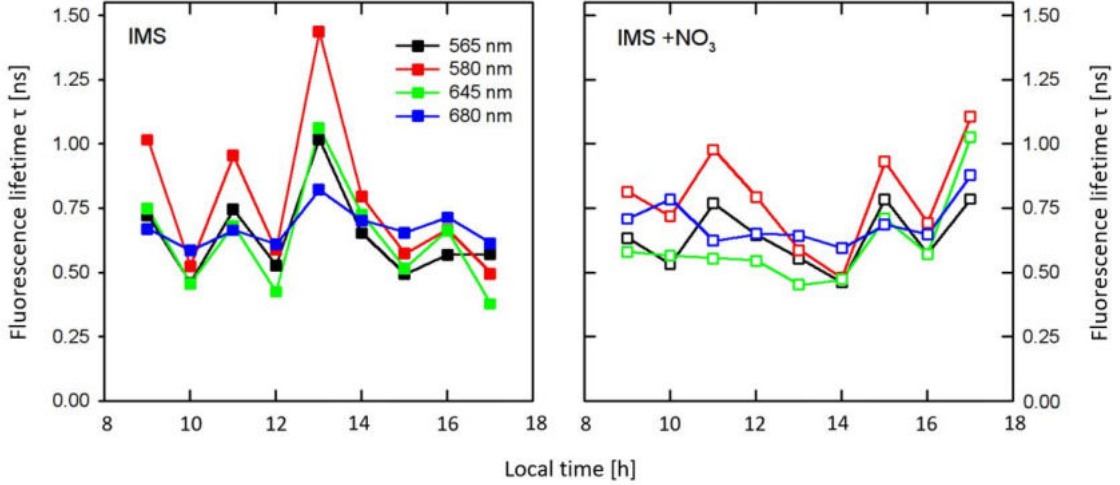 IMS
565 nm
580 nm
645 nm
680 nm
Fluorescence lifetime τ [ns]
1.50
1.25
1.00
0.75
0.50
0.25
0.00
8 10 12 14 16 18
IMS +NO₃
1.50
1.25
1.00
0.75
0.50
0.25
0.00
Fluorescence lifetime τ [ns]
8 10 12 14 16 18
Local time [h]